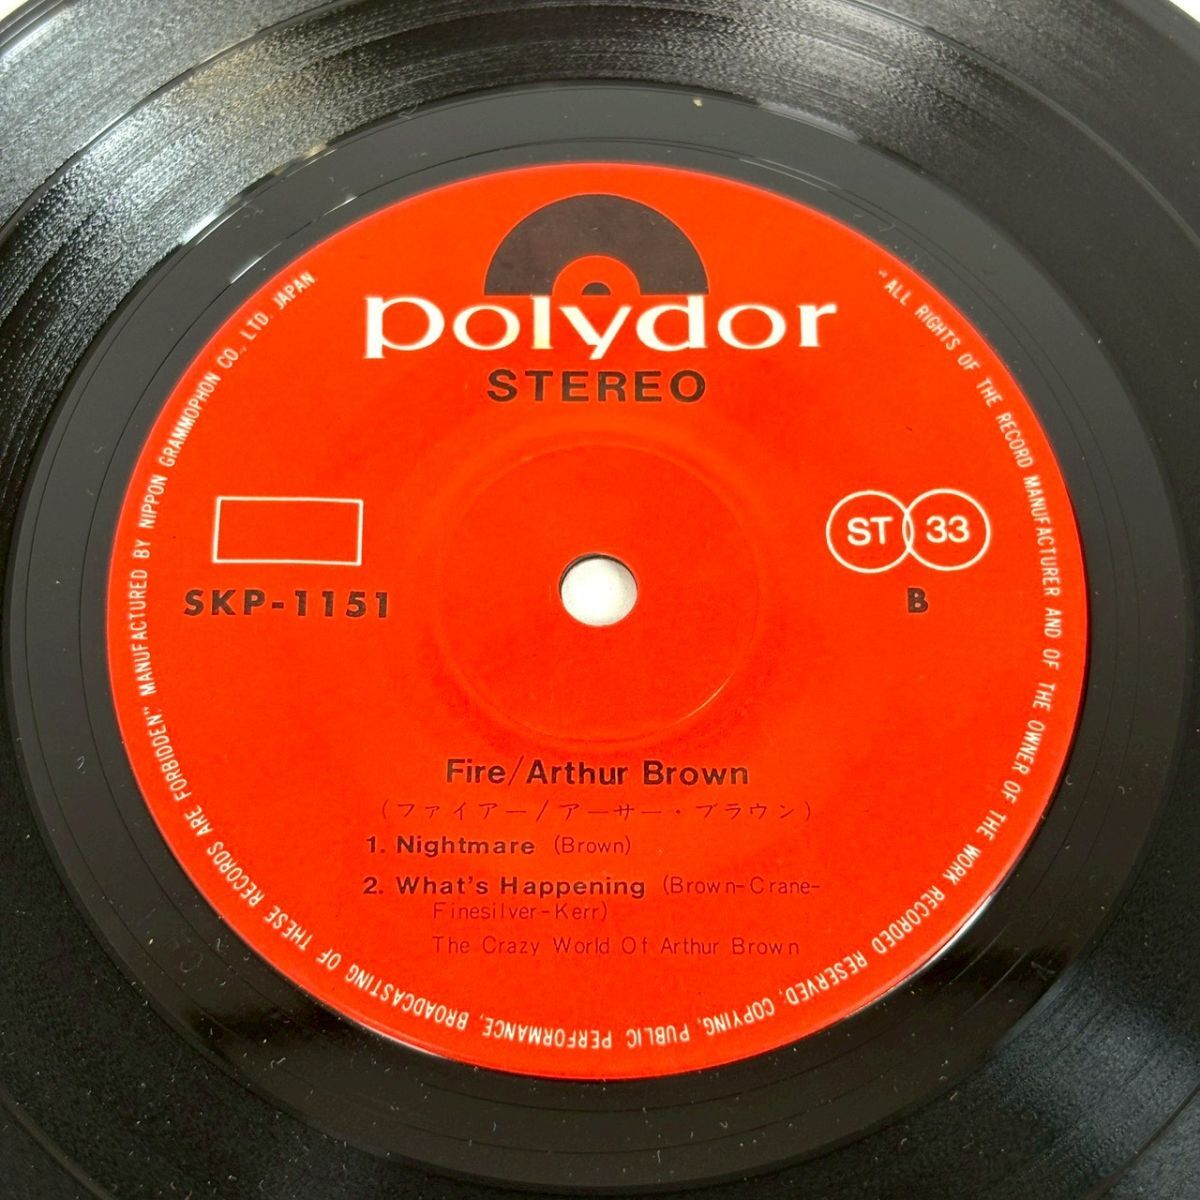 polydor
STEREO
SKP-1151
ST 33
B
Fire/Arthur Brown
(ファイアー/アーサー・ブラウン)
1. Nightmare (Brown)
2. What's Happening (Brown-Crane-
Finesilver-Kerr)
The Crazy World Of Arthur Brown
"ALL RIGHTS OF THE RECORD MANUFACTURER AND OF THE OWNER OF THE WORK RECORDED RESERVED. COPYING, PUBLIC PERFORMANCE, BROADCASTING OF THESE RECORDS ARE FORBIDDEN" MANUFACTURED BY NIPPON GRAMMOPHON CO., LTD. JAPAN